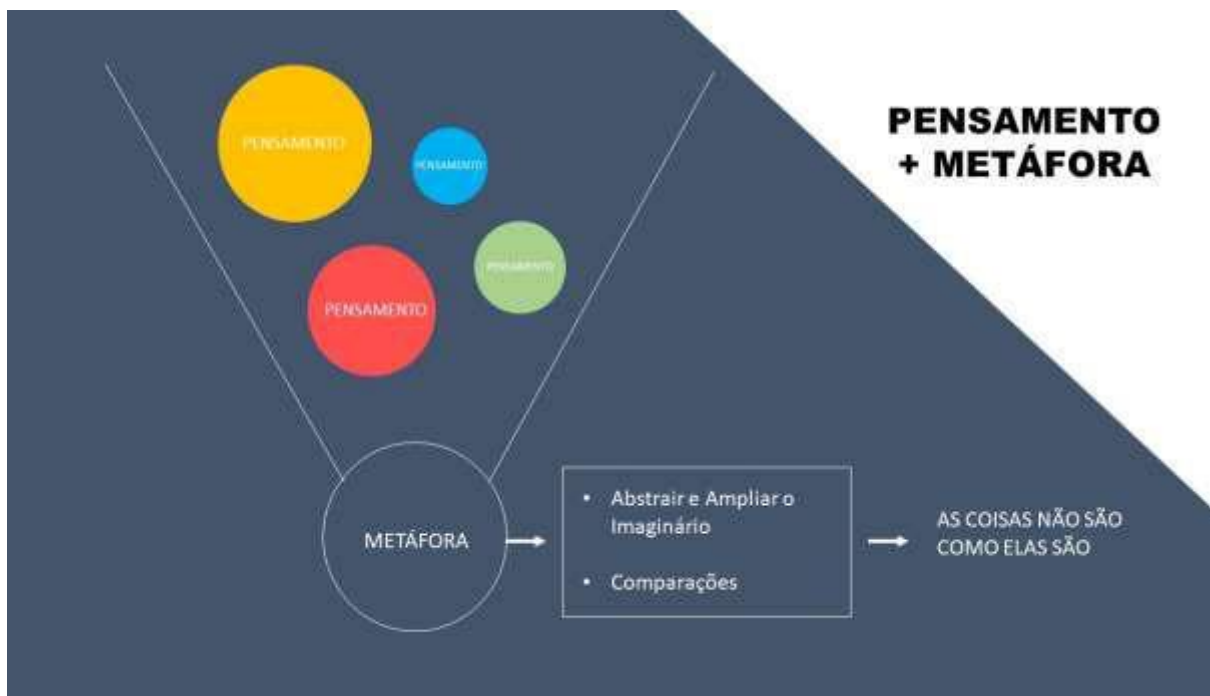 PENSAMENTO
+ METÁFORA
PENSAMENTO
PENSAMENTO
PENSAMENTO
PENSAMENTO
METÁFORA
• Abstrair e Ampliar o
Imaginário
• Comparações
AS COISAS NÃO SÃO
COMO ELAS SÃO